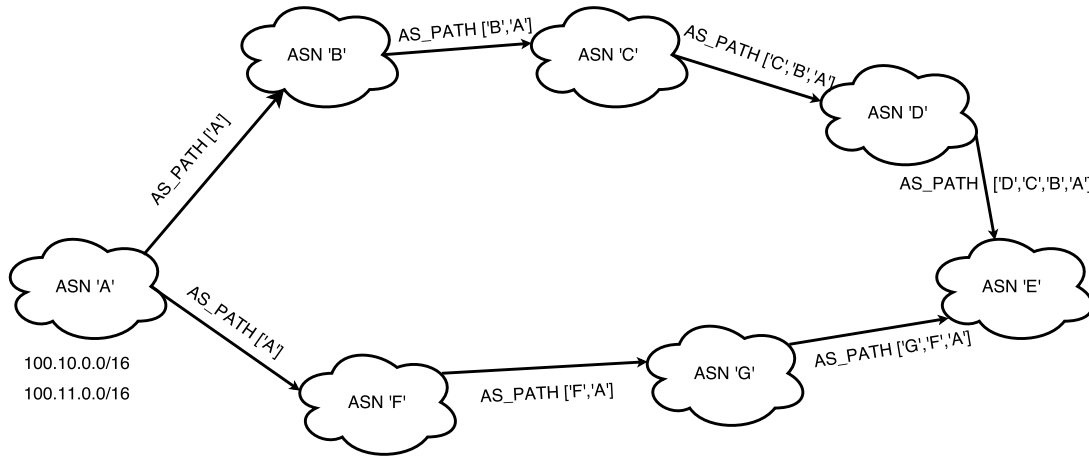 ASN 'B'
AS_PATH ['B','A']
ASN 'C'
AS_PATH ['C','B','A']
ASN 'D'
AS_PATH ['A']
AS_PATH ['D','C','B','A']
ASN 'A'
ASN 'E'
AS_PATH ['A']
100.10.0.0/16
100.11.0.0/16
ASN 'F'
AS_PATH ['F','A']
ASN 'G'
AS_PATH ['G','F','A']